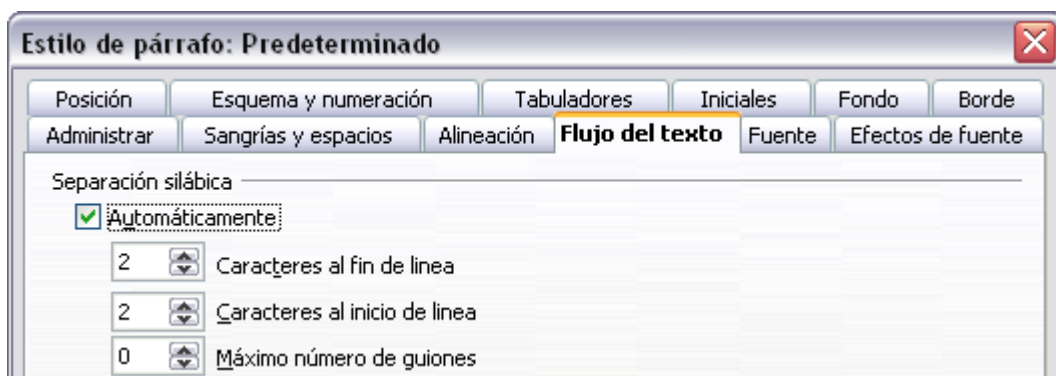 Estilo de párrafo: Predeterminado
Posición Esquema y numeración Tabuladores Iniciales Fondo Borde
Administrar Sangrías y espacios Alineación Flujo del texto Fuente Efectos de fuente
Separación silábica
Automáticamente
2 Caracteres al fin de linea
2 Caracteres al inicio de linea
0 Máximo número de guiones